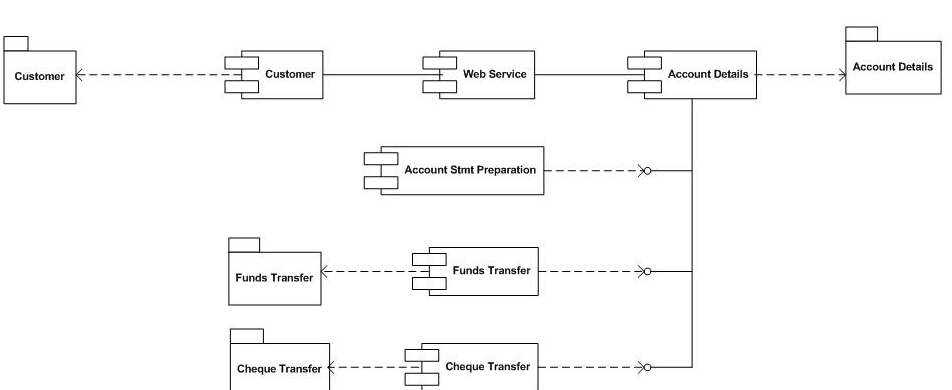 Customer
Customer
Web Service
Account Details
Account Details
Account Stmt Preparation
Funds Transfer
Funds Transfer
Cheque Transfer
Cheque Transfer